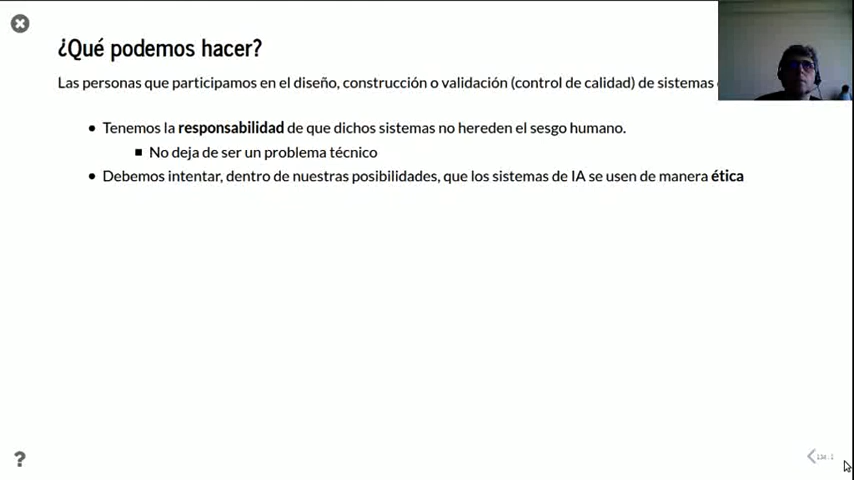 ¿Qué podemos hacer?
Las personas que participamos en el diseño, construcción o validación (control de calidad) de sistemas
● Tenemos la responsabilidad de que dichos sistemas no hereden el sesgo humano.
■ No deja de ser un problema técnico
● Debemos intentar, dentro de nuestras posibilidades, que los sistemas de IA se usen de manera ética
?